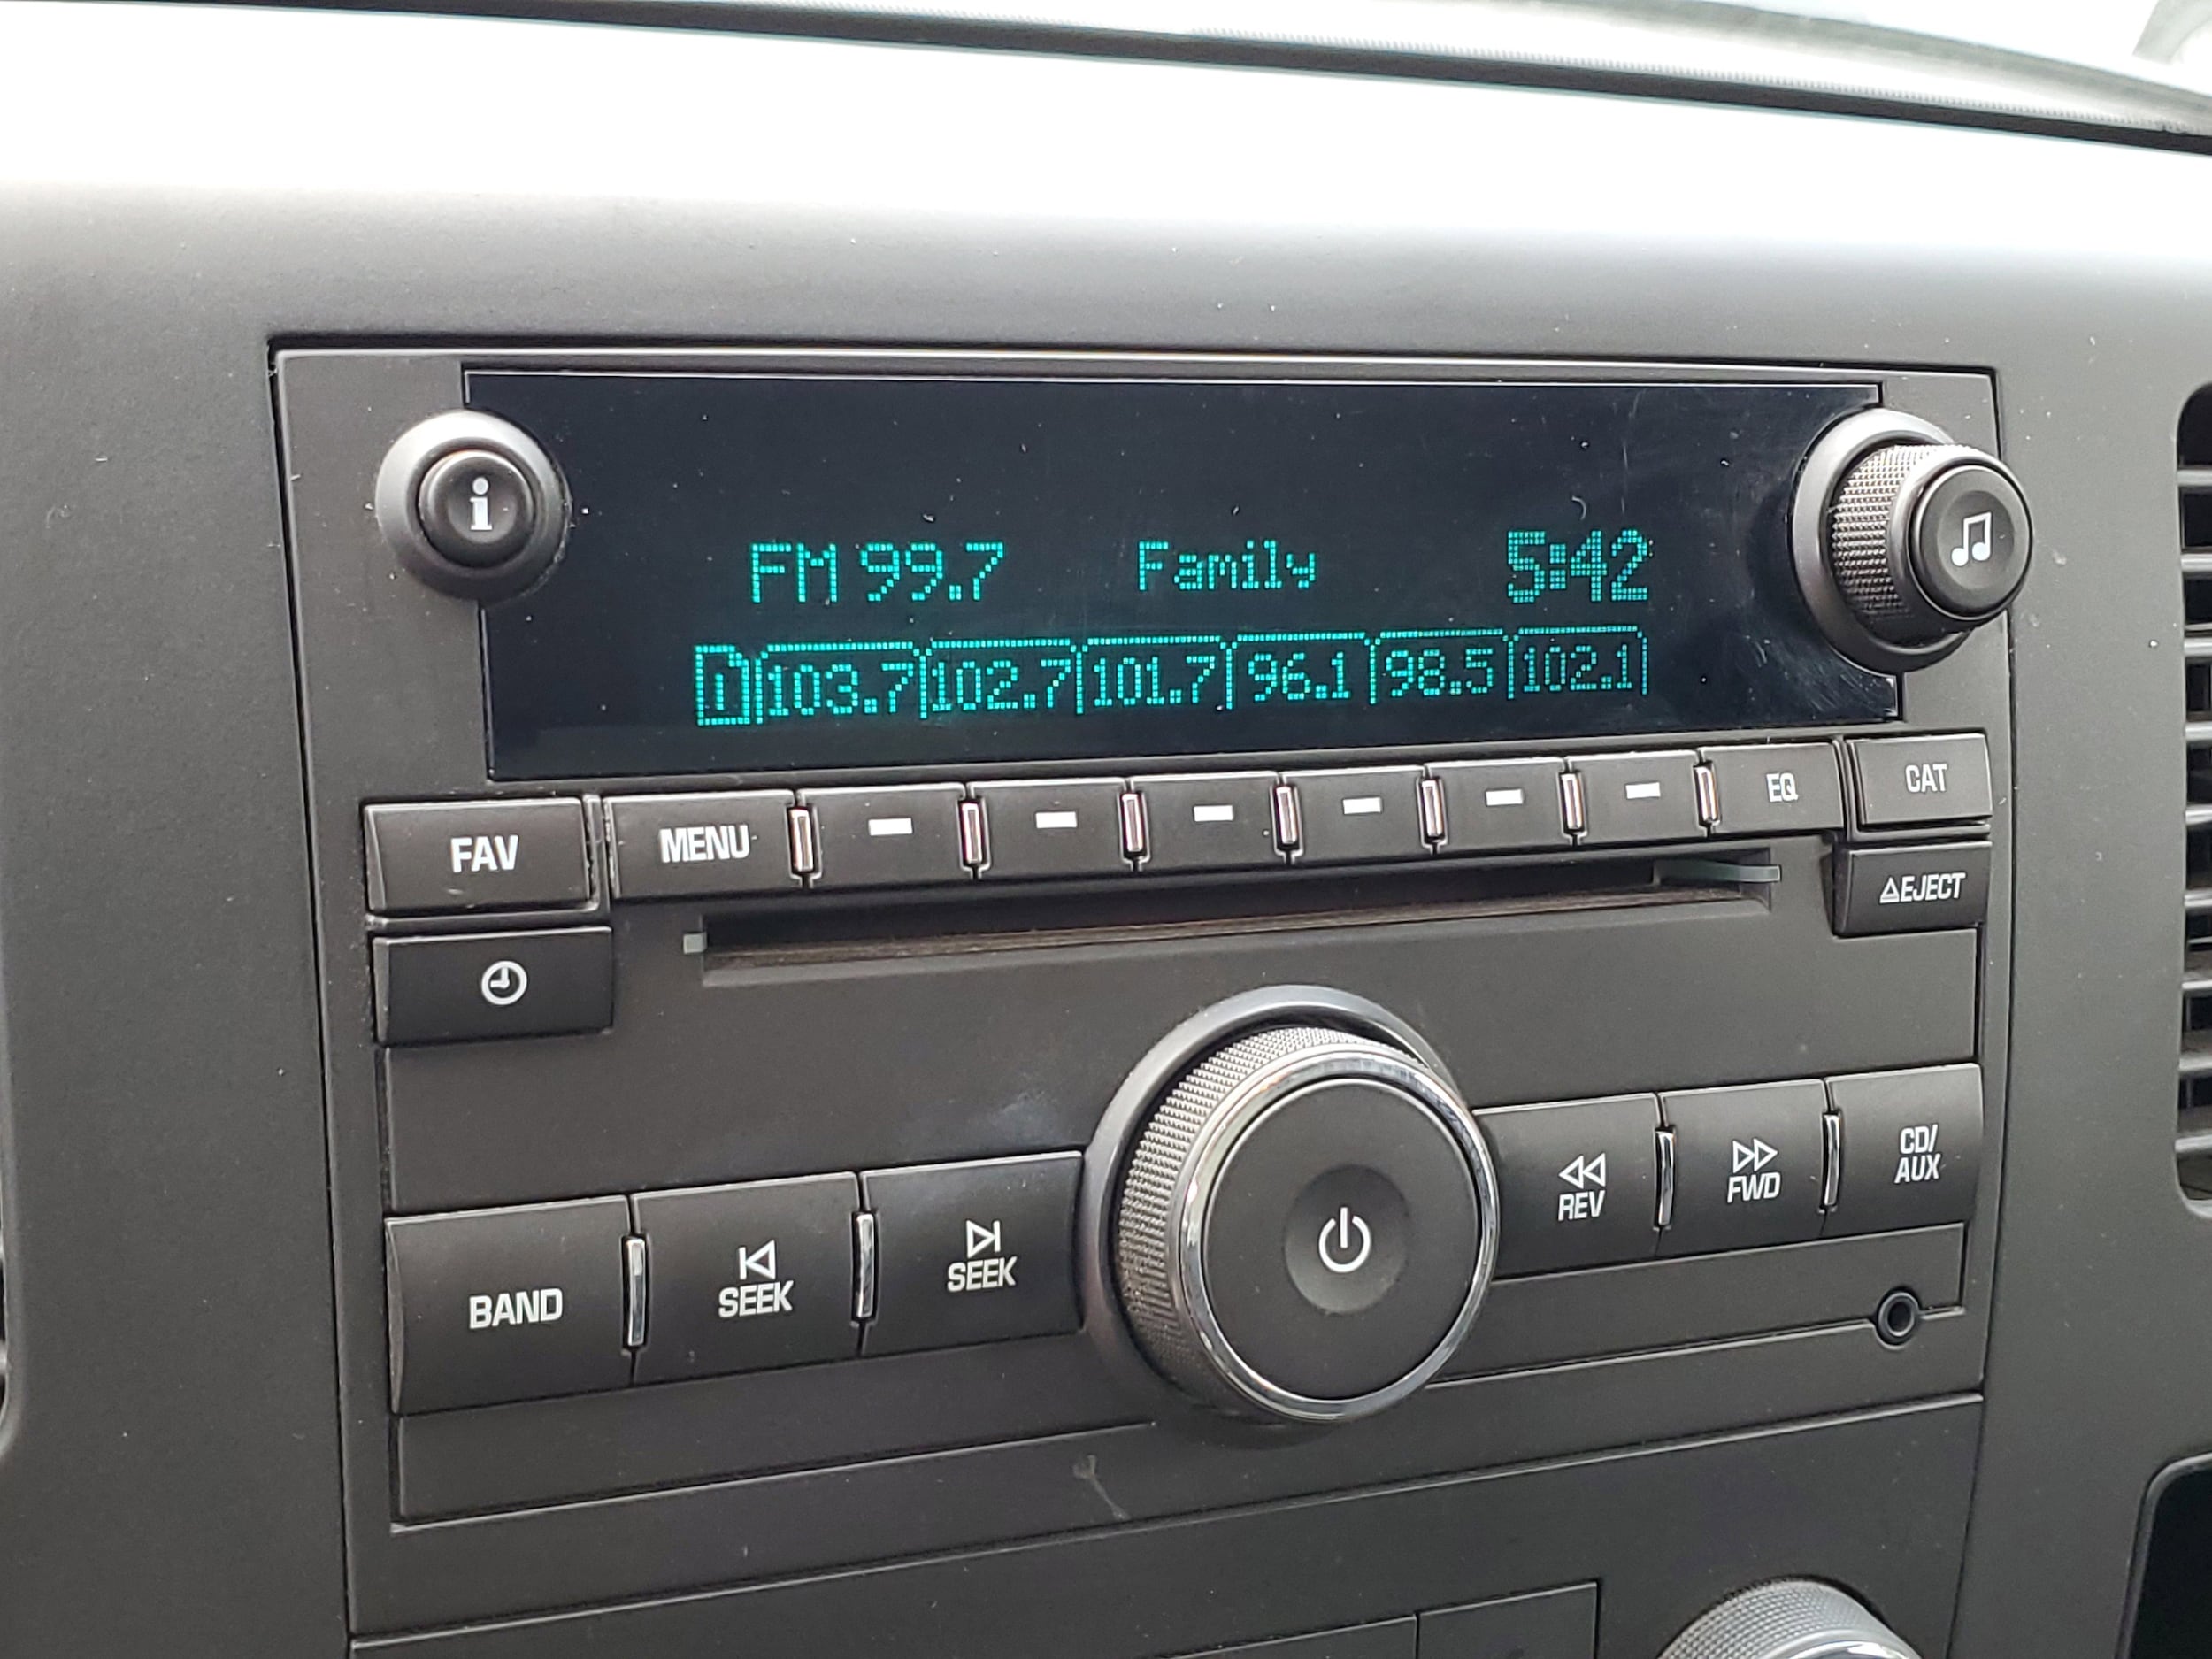 i
FM 99.7 Family 5:42
1 103.7 102.7 101.7 96.1 98.5 102.1
FAV MENU EQ CAT
EJECT
BAND SEEK SEEK REV FWD CD/
AUX